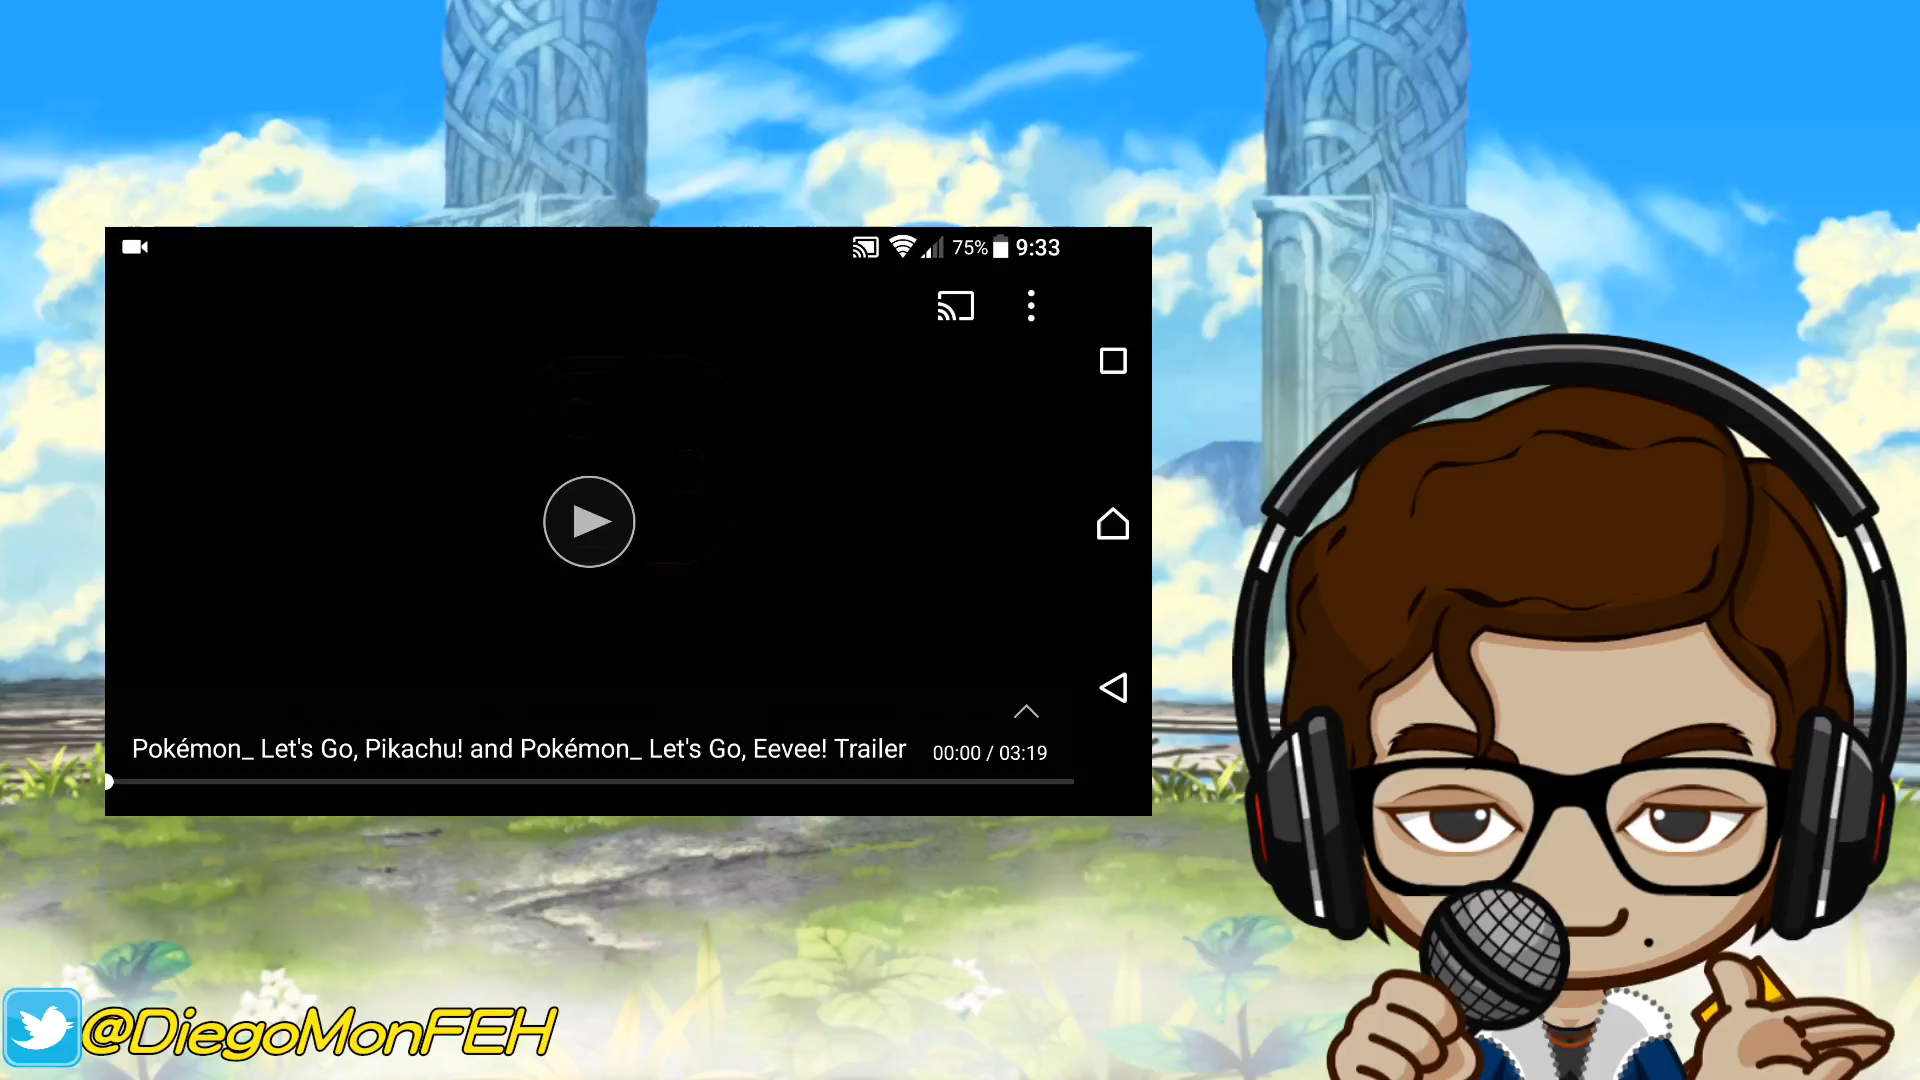 75% 9:33
Pokémon_ Let's Go, Pikachu! and Pokémon_ Let's Go, Eevee! Trailer 00:00 / 03:19
@DiegoMonFEH